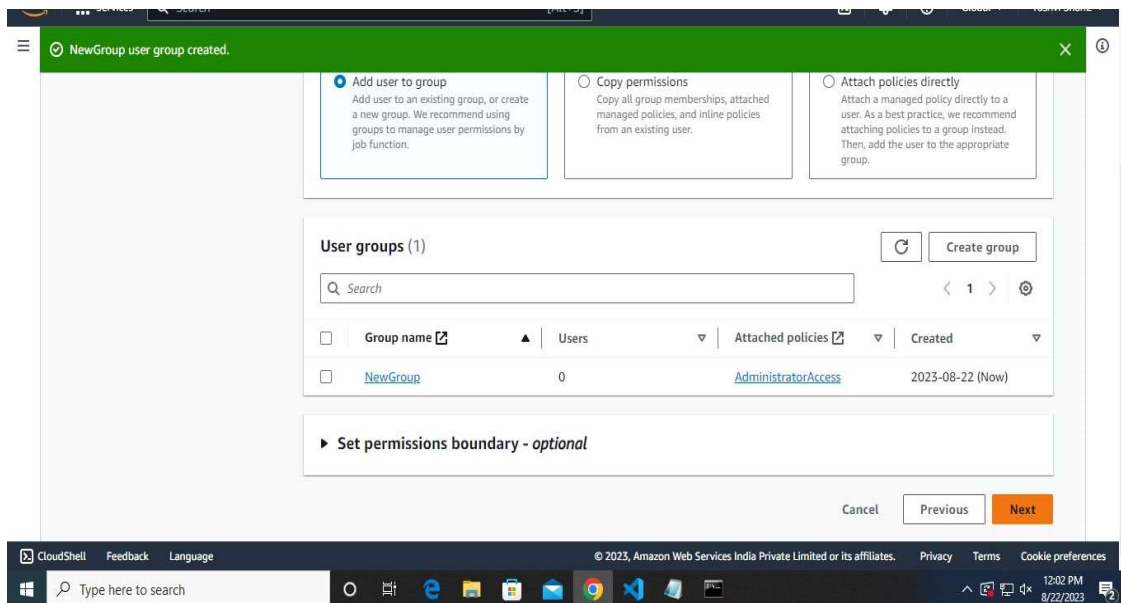 Services
Search
[Alt+S]
Global
NewGroup user group created.
Add user to group
Add user to an existing group, or create
a new group. We recommend using
groups to manage user permissions by
job function.
Copy permissions
Copy all group memberships, attached
managed policies, and inline policies
from an existing user.
Attach policies directly
Attach a managed policy directly to a
user. As a best practice, we recommend
attaching policies to a group instead.
Then, add the user to the appropriate
group.
User groups (1)
Create group
Search
1
Group name Users Attached policies Created
NewGroup 0 AdministratorAccess 2023-08-22 (Now)
Set permissions boundary - optional
Cancel Previous Next
CloudShell Feedback Language © 2023, Amazon Web Services India Private Limited or its affiliates. Privacy Terms Cookie preferences
Type here to search
12:02 PM
8/22/2023
2